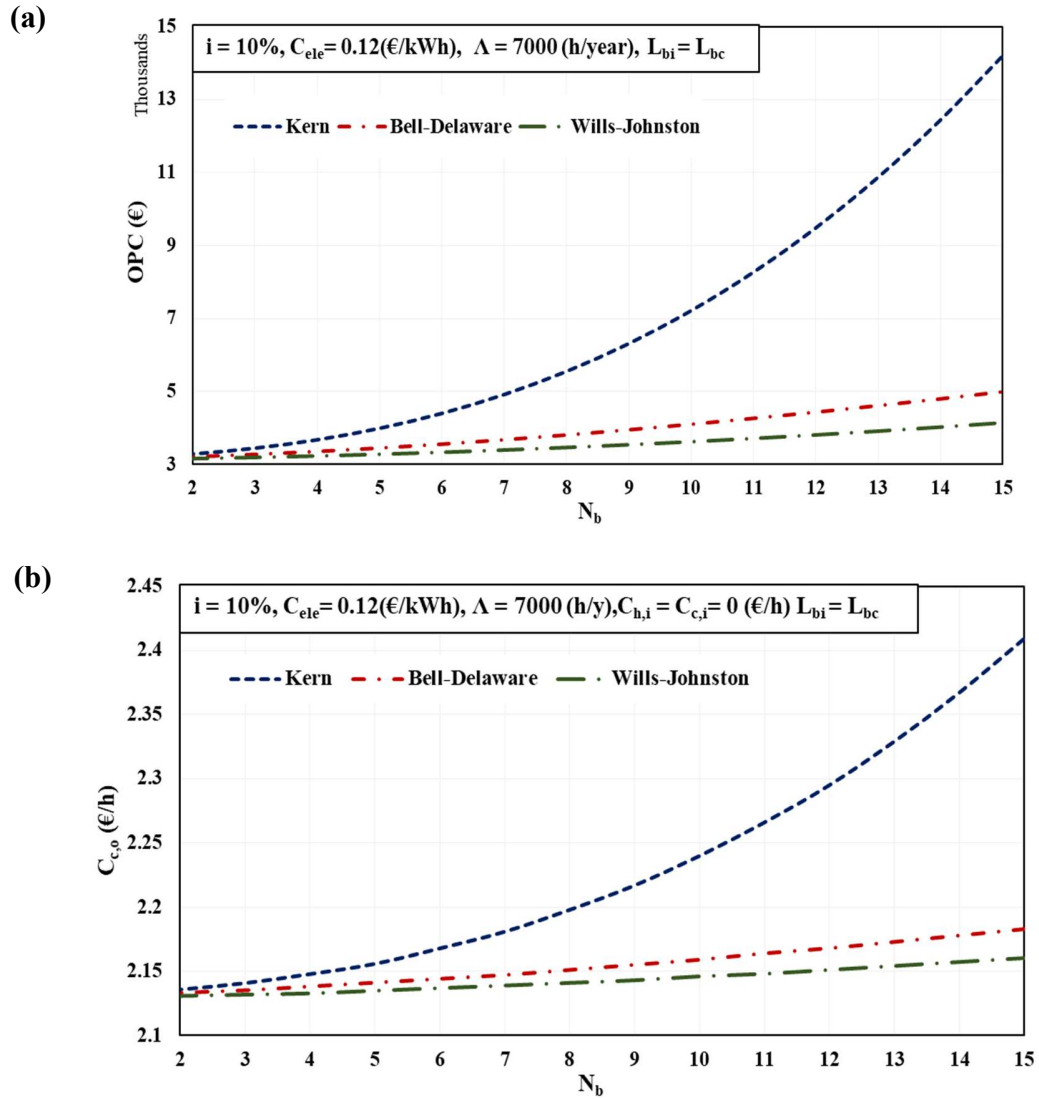 (a)
i = 10%, Cele= 0.12(€/kWh), Λ = 7000 (h/year), Lbi = Lbc
Thousands
Kern Bell-Delaware Wills-Johnston
OPC (€)
15
13
11
9
7
5
3
2 3 4 5 6 7 8 9 10 11 12 13 14 15
Nb
(b)
i = 10%, Cele= 0.12(€/kWh), Λ = 7000 (h/y),Ch,i = Cc,i= 0 (€/h) Lbi = Lbc
Kern Bell-Delaware Wills-Johnston
Cc,o (€/h)
2.45
2.4
2.35
2.3
2.25
2.2
2.15
2.1
2 3 4 5 6 7 8 9 10 11 12 13 14 15
Nb